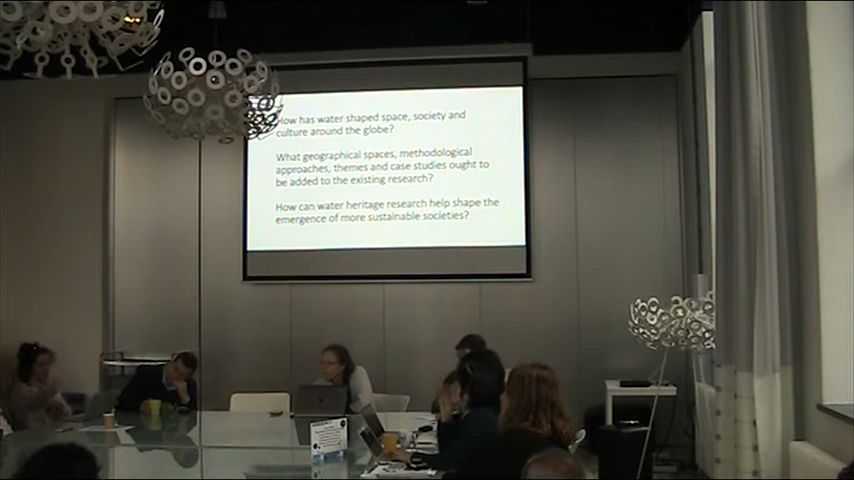 How has water shaped space, society and
culture around the globe?
What geographical spaces, methodological
approaches, themes and case studies ought to
be added to the existing research?
How can water heritage research help shape the
emergence of more sustainable societies?